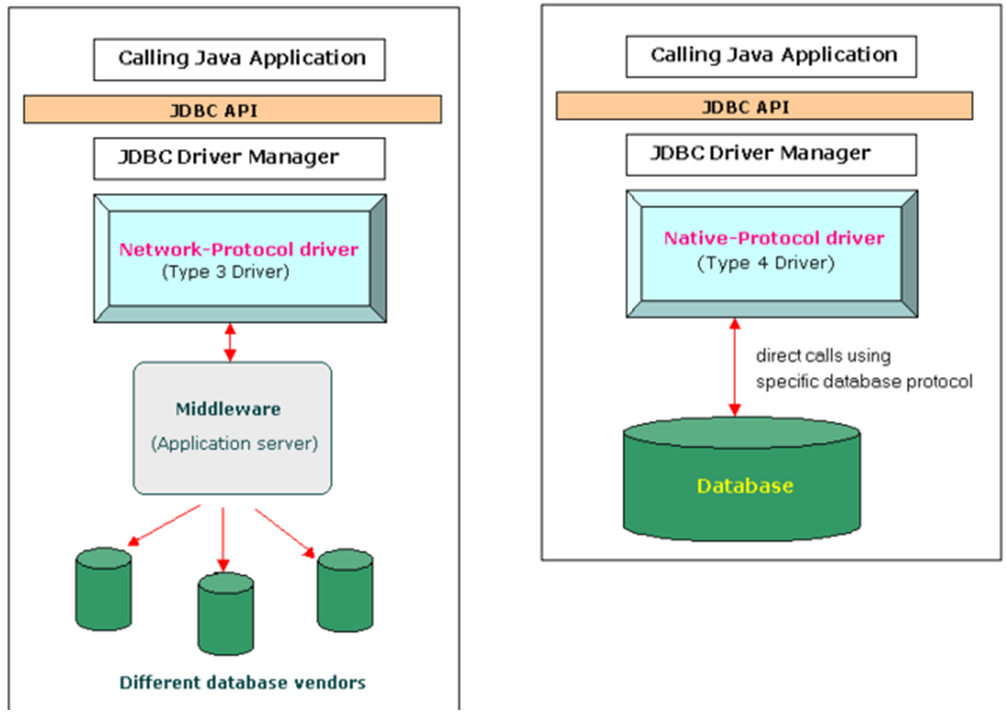 Calling Java Application
JDBC API
JDBC Driver Manager
Network-Protocol driver
(Type 3 Driver)
Middleware
(Application server)
Different database vendors
Calling Java Application
JDBC API
JDBC Driver Manager
Native-Protocol driver
(Type 4 Driver)
direct calls using
specific database protocol
Database